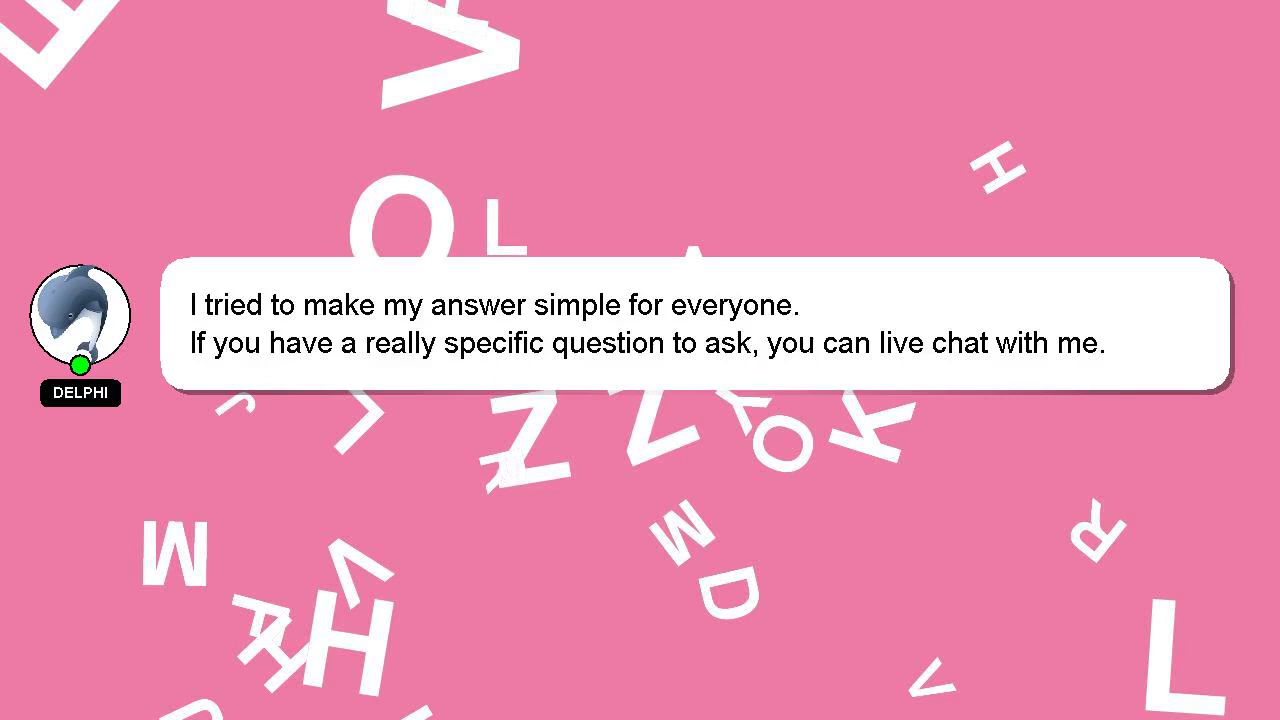 I tried to make my answer simple for everyone.
If you have a really specific question to ask, you can live chat with me.
DELPHI
E
V
A
H
O
L
A
J
L
Z
Z
Y
O
K
R
M
M
R
V
D
A
H
H
L
V